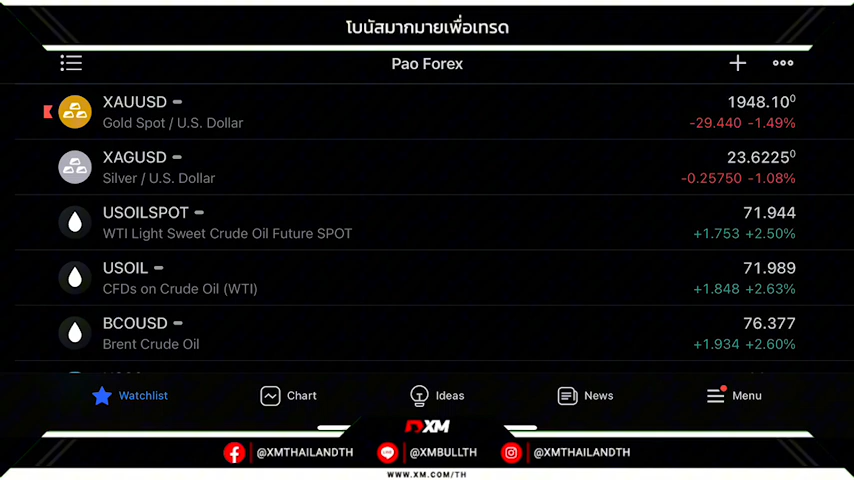 โบนัสมากมายเพื่อเทรด
Pao Forex
XAUUSD
1948.10⁰
Gold Spot / U.S. Dollar
-29.440 -1.49%
XAGUSD
23.6225⁰
Silver / U.S. Dollar
-0.25750 -1.08%
USOILSPOT
71.944
WTI Light Sweet Crude Oil Future SPOT
+1.753 +2.50%
USOIL
71.989
CFDs on Crude Oil (WTI)
+1.848 +2.63%
BCOUSD
76.377
Brent Crude Oil
+1.934 +2.60%
Watchlist
Chart
Ideas
News
Menu
XM
@XMTHAILANDTH
@XMBULLTH
@XMTHAILANDTH
WWW.XM.COM/TH